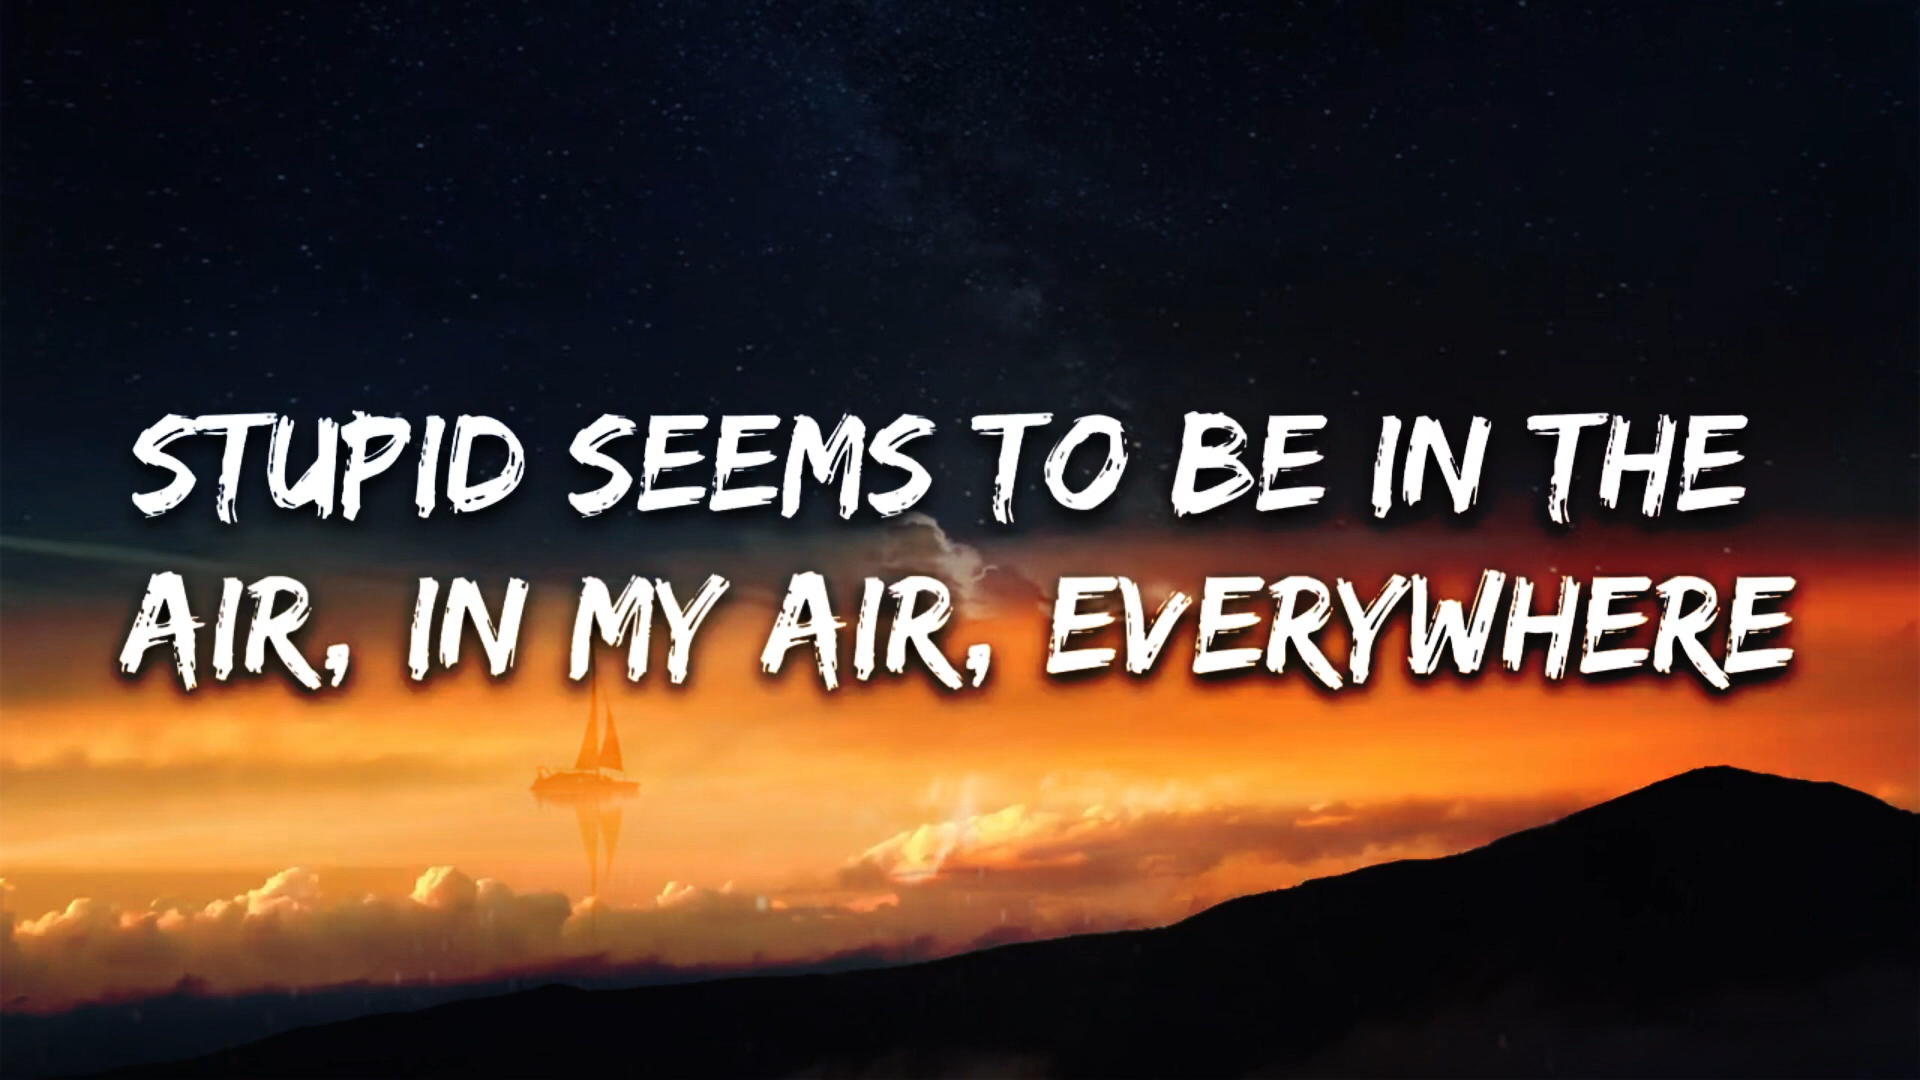 STUPID SEEMS TO BE IN THE
AIR, IN MY AIR, EVERYWHERE